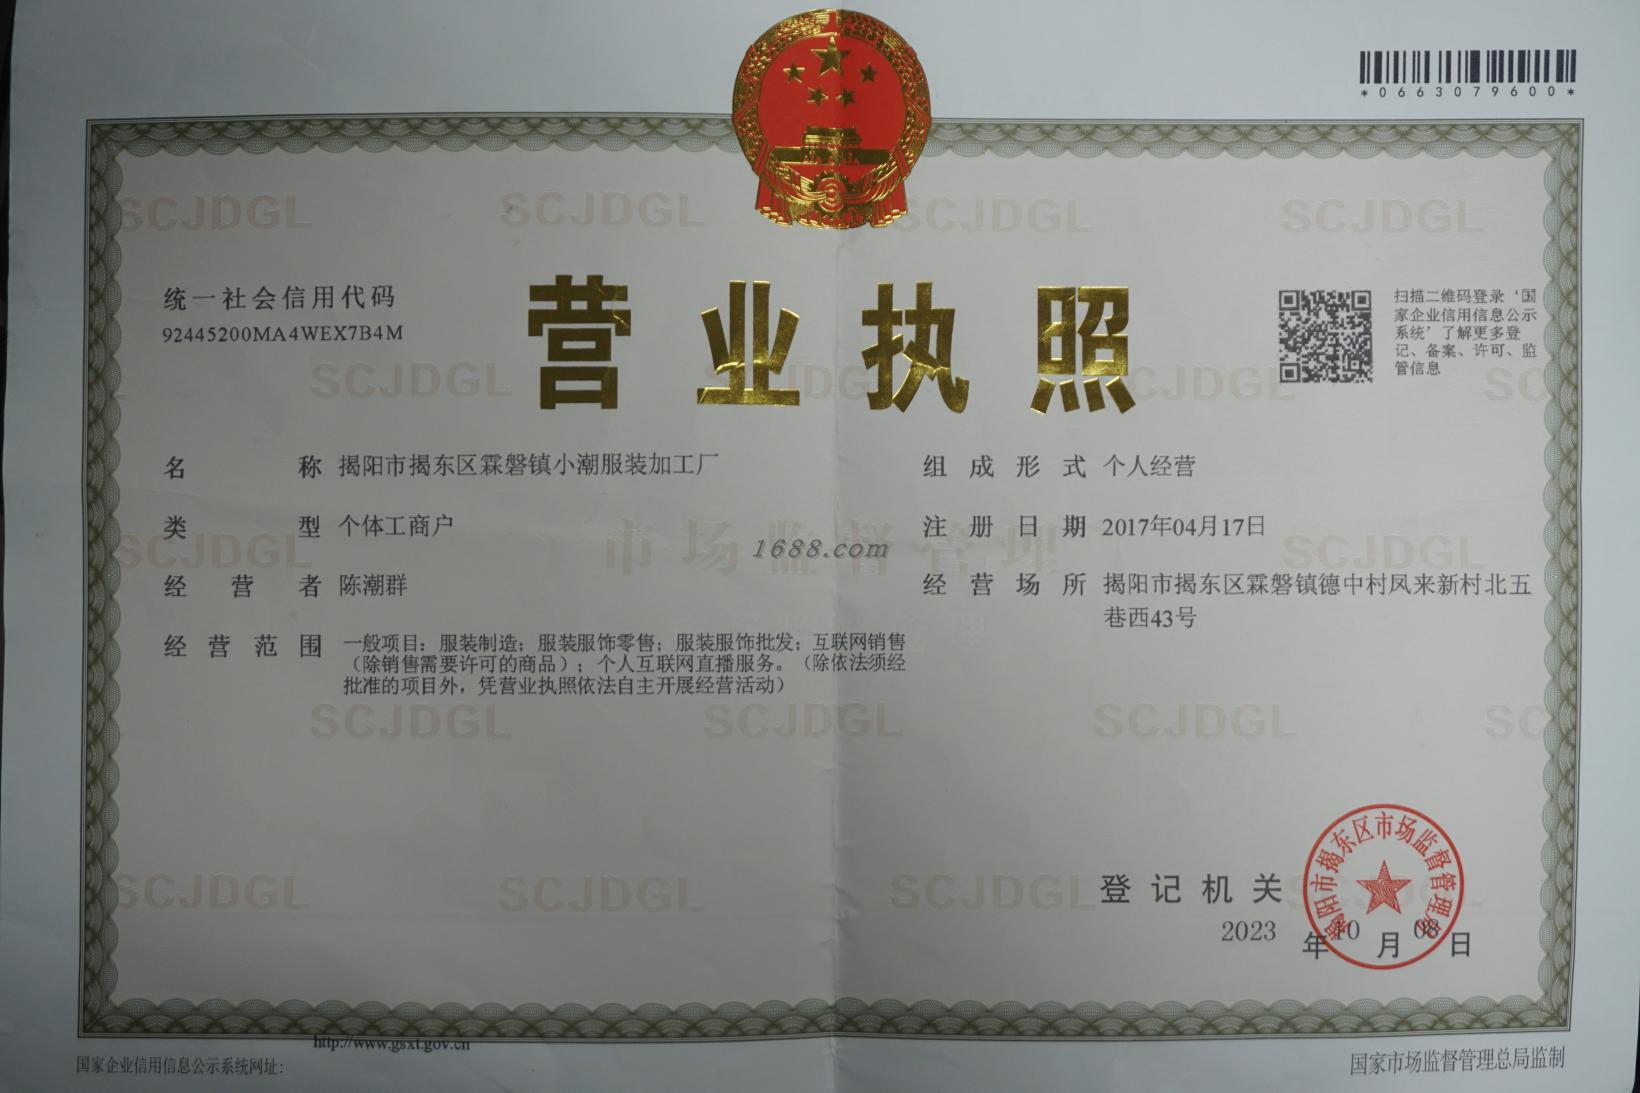 *0663079600*
SCJDGL SCJDGL SCJDGL SCJDGL
统一社会信用代码
92445200MA4WEX7B4M
营业执照
扫描二维码登录‘国
家企业信用信息公示
系统’了解更多登
记、备案、许可、监
管信息
SCJDGL SCJDGL SCJDGL SCJDGL
名称 揭阳市揭东区霖磐镇小潮服装加工厂
组成形式 个人经营
类型 个体工商户
注册日期 2017年04月17日
SCJDGL 市场监督管理 SCJDGL
1688.com
经营者 陈潮群
经营场所 揭阳市揭东区霖磐镇德中村凤来新村北五
巷西43号
经营范围 一般项目：服装制造；服装服饰零售；服装服饰批发；互联网销售
（除销售需要许可的商品）；个人互联网直播服务。（除依法须经
批准的项目外，凭营业执照依法自主开展经营活动）
SCJDGL SCJDGL SCJDGL SC
SCJDGL SCJDGL SCJDGL SCJDGL
登记机关
揭阳市揭东区市场监督管理局
2023年10月08日
http://www.gsxt.gov.cn
国家企业信用信息公示系统网址：
国家市场监督管理总局监制